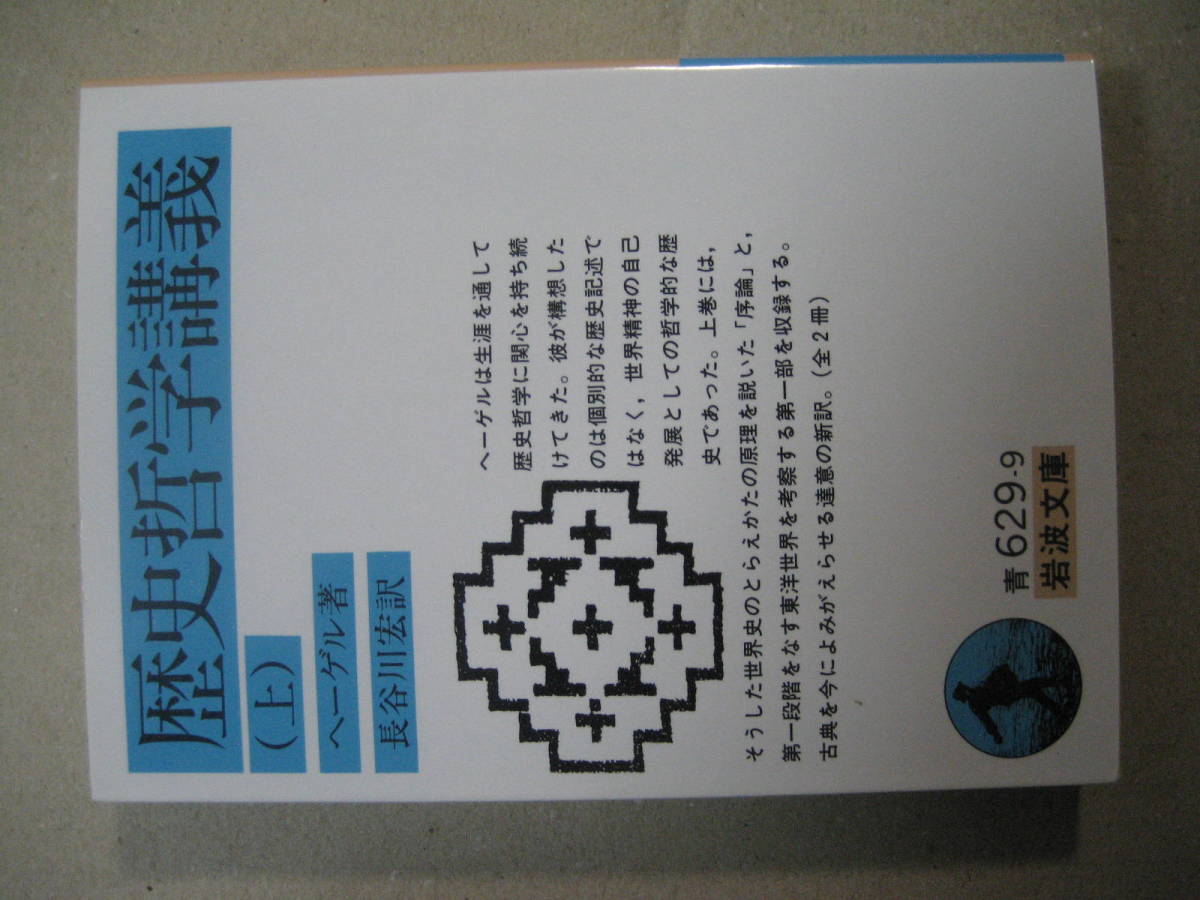 歴史哲学講義
(上)
ヘーゲル著
長谷川宏訳
ヘーゲルは生涯を通して
歴史哲学に関心を持ち続
けてきた。彼が構想した
のは個別的な歴史記述で
はなく，世界精神の自己
発展としての哲学的な歴
史であった。上巻には，
そうした世界史のとらえかたの原理を説いた「序論」と，
第一段階をなす東洋世界を考察する第一部を収録する。
古典を今によみがえらせる達意の新訳。(全2冊)
青 629-9
岩波文庫